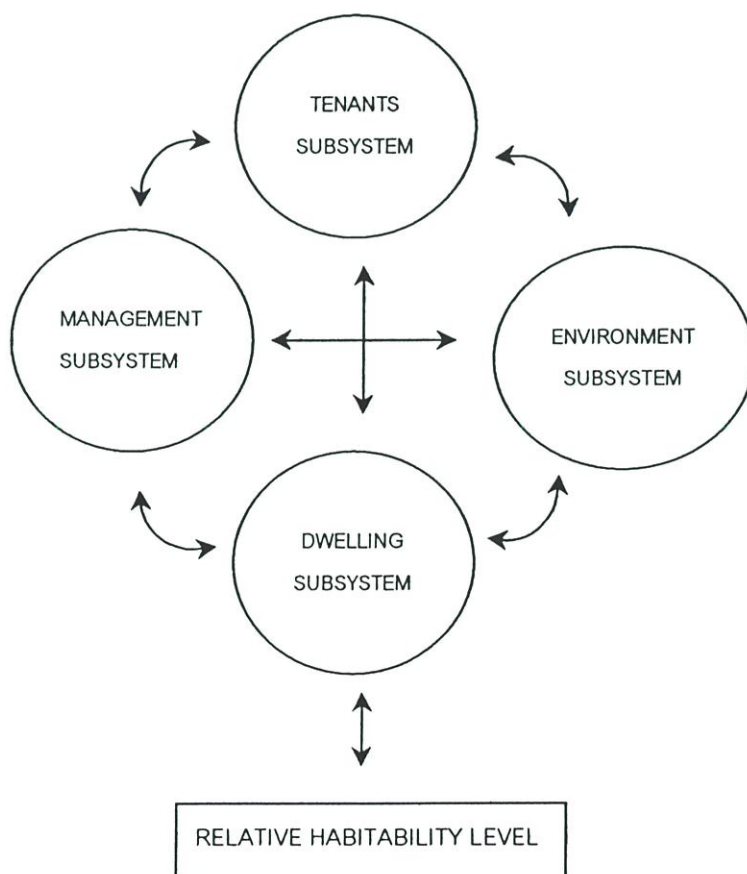 TENANTS
SUBSYSTEM
MANAGEMENT
SUBSYSTEM
ENVIRONMENT
SUBSYSTEM
DWELLING
SUBSYSTEM
RELATIVE HABITABILITY LEVEL